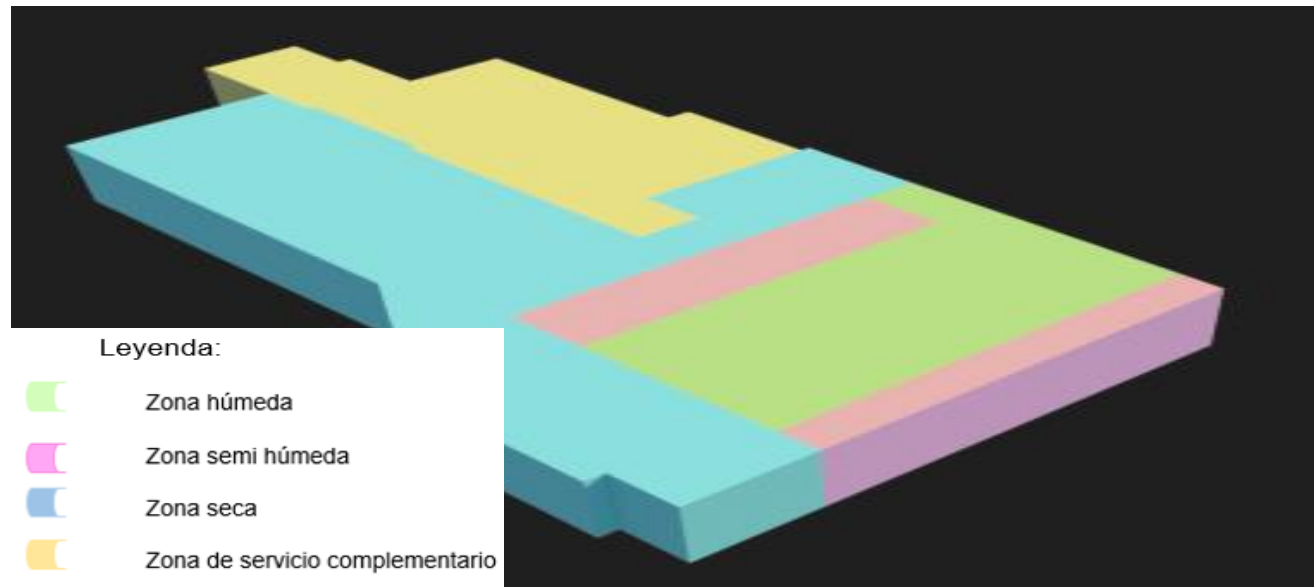 Leyenda:
Zona húmeda
Zona semi húmeda
Zona seca
Zona de servicio complementario